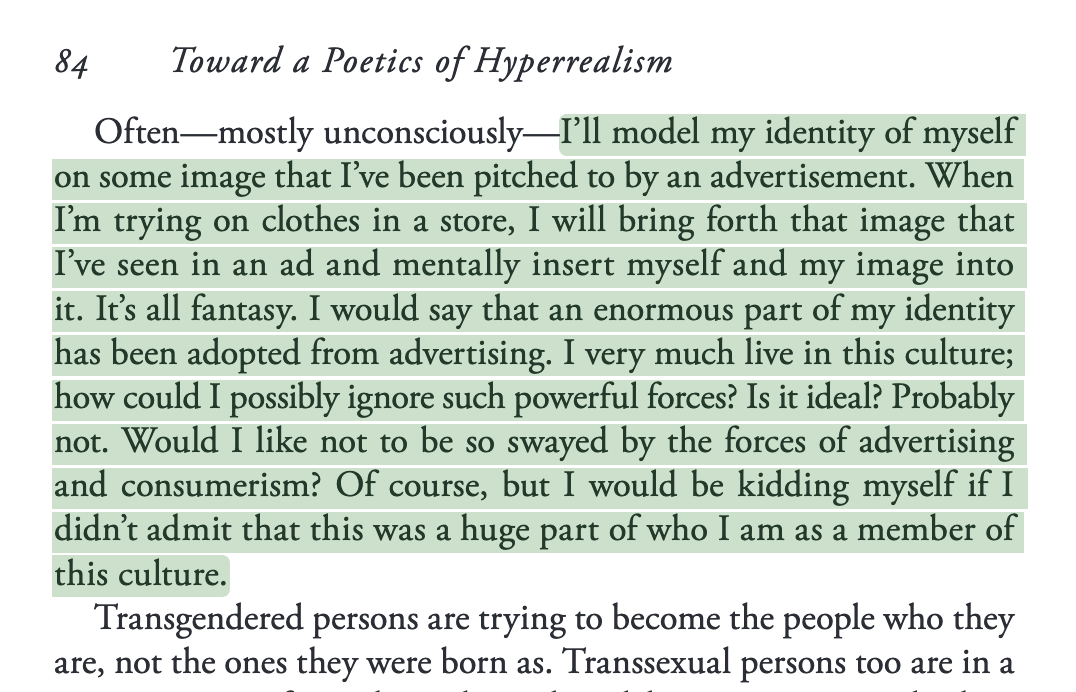 84 Toward a Poetics of Hyperrealism
Often—mostly unconsciously—I’ll model my identity of myself
on some image that I’ve been pitched to by an advertisement. When
I’m trying on clothes in a store, I will bring forth that image that
I’ve seen in an ad and mentally insert myself and my image into
it. It’s all fantasy. I would say that an enormous part of my identity
has been adopted from advertising. I very much live in this culture;
how could I possibly ignore such powerful forces? Is it ideal? Probably
not. Would I like not to be so swayed by the forces of advertising
and consumerism? Of course, but I would be kidding myself if I
didn’t admit that this was a huge part of who I am as a member of
this culture.
Transgendered persons are trying to become the people who they
are, not the ones they were born as. Transsexual persons too are in a